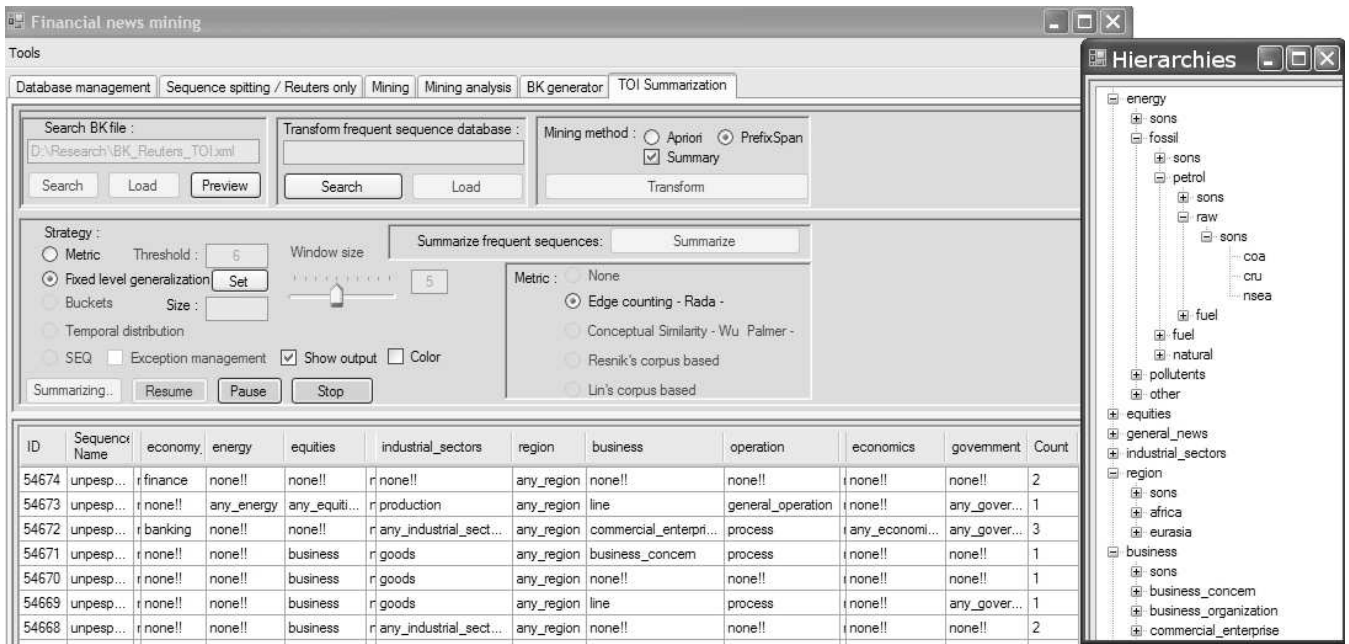 Financial news mining
Tools
Database management Sequence spitting / Reuters only Mining Mining analysis BK generator TOI Summarization
Search BK file : Transform frequent sequence database : Mining method : Apriori PrefixSpan
D:\Research\BK_Reuters_TOI.xml Summary
Search Load Preview Search Load Transform
Strategy :
Metric Threshold : 6 Window size Summarize frequent sequences: Summarize
Fixed level generalization Set 5 Metric : None
Buckets Size : Edge counting - Rada -
Temporal distribution Conceptual Similarity - Wu Palmer -
SEQ Exception management Show output Color Resnik's corpus based
Summarizing.. Resume Pause Stop Lin's corpus based
ID Sequence Name economy energy equities industrial_sectors region business operation economics government Count
54674 unpesp... r finance none!! none!! r none!! any_region none!! none!! r none!! none!! 2
54673 unpesp... r none!! any_energy any_equiti... r production any_region line general_operation r none!! any_gover... 1
54672 unpesp... r banking none!! none!! r any_industrial_sect... any_region commercial_enterpri... process r any_economi... any_gover... 3
54671 unpesp... r none!! none!! business r goods any_region business_concern process r none!! none!! 1
54670 unpesp... r none!! none!! business r goods any_region none!! none!! r none!! none!! 1
54669 unpesp... r none!! none!! business r goods any_region line process r none!! any_gover... 1
54668 unpesp... r none!! none!! business r any_industrial_sect... any_region none!! none!! r none!! none!! 2
Hierarchies
energy
sons
fossil
sons
petrol
sons
raw
sons
coa
cru
nsea
fuel
fuel
natural
pollutents
other
equities
general_news
industrial_sectors
region
sons
africa
eurasia
business
sons
business_concern
business_organization
commercial_enterprise